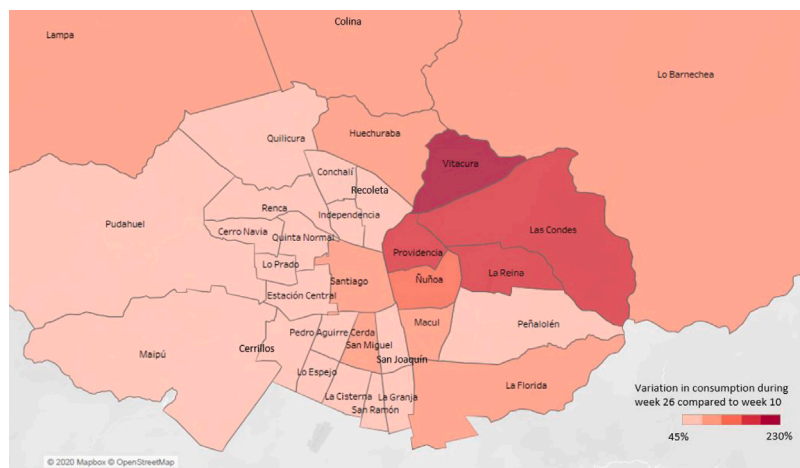 Colina
Lampa
Lo Barnechea
Huechuraba
Quilicura
Vitacura
Conchalí
Recoleta
Renca
Independencia
Pudahuel
Cerro Navia
Quinta Normal
Las Condes
Providencia
Lo Prado
La Reina
Santiago
Ñuñoa
Estación Central
Macul
Peñalolén
Pedro Aguirre Cerda
San Miguel
Cerrillos
Maipú
San Joaquín
Lo Espejo
La Florida
La Cisterna
La Granja
San Ramón
Variation in consumption during
week 26 compared to week 10
45%
230%
© 2020 Mapbox © OpenStreetMap